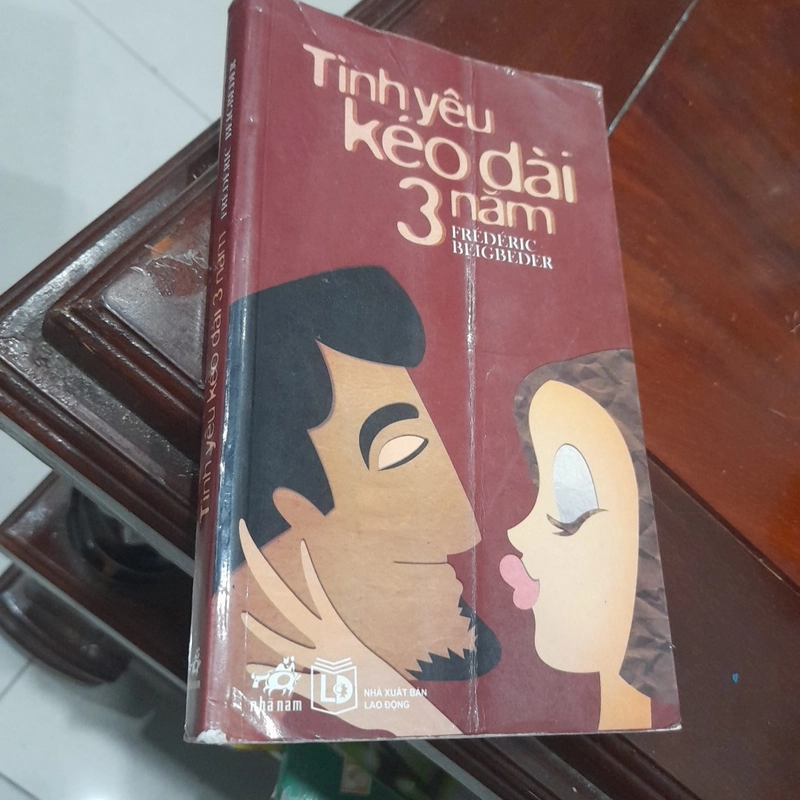 Tình yêu
kéo dài
3 năm
FRÉDÉRIC
BEIGBEDER
Tình yêu kéo dài 3 năm FRÉDÉRIC BEIGBEDER
nhã nam
LĐ
NHÀ XUẤT BẢN
LAO ĐỘNG